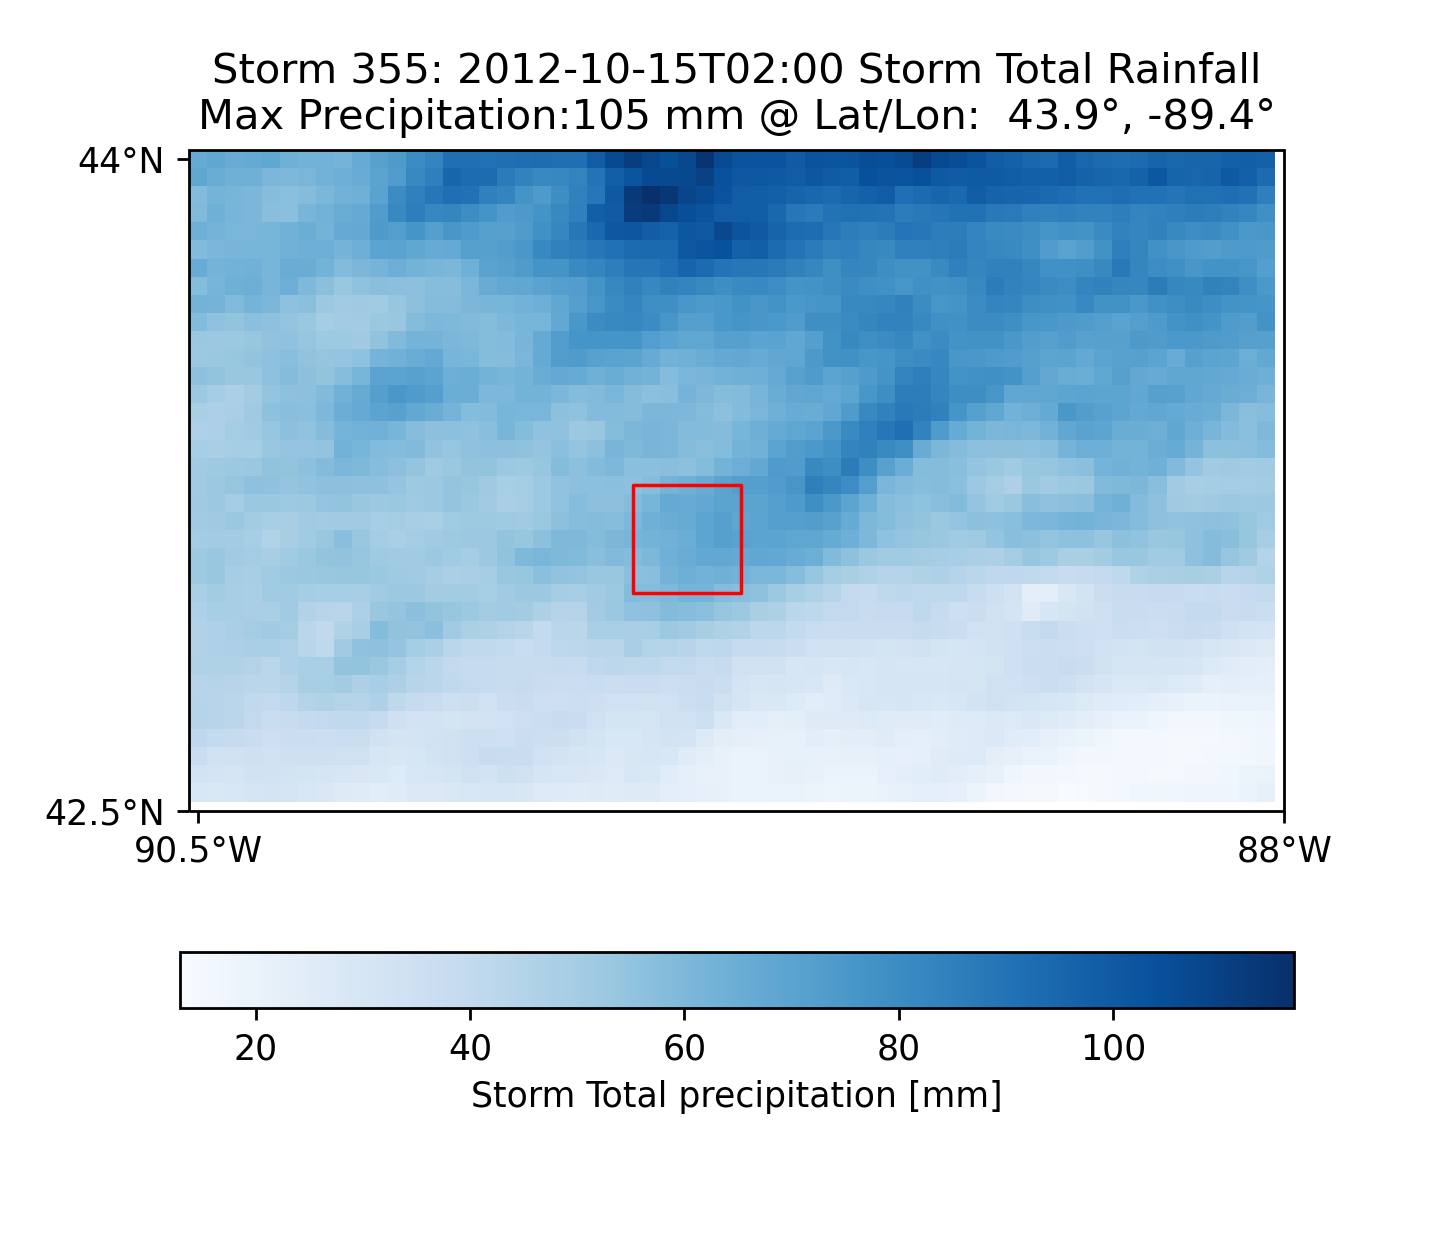 Storm 355: 2012-10-15T02:00 Storm Total Rainfall
Max Precipitation:105 mm @ Lat/Lon:  43.9°, -89.4°
44°N
42.5°N
90.5°W
88°W
20
40
60
80
100
Storm Total precipitation [mm]